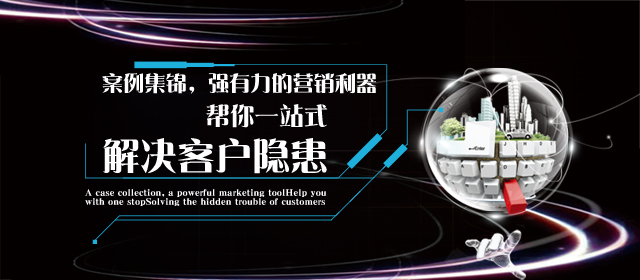 案例集锦，强有力的营销利器
帮你一站式
解决客户隐患
A case collection, a powerful marketing toolHelp you
with one stopSolving the hidden trouble of customers
Enter